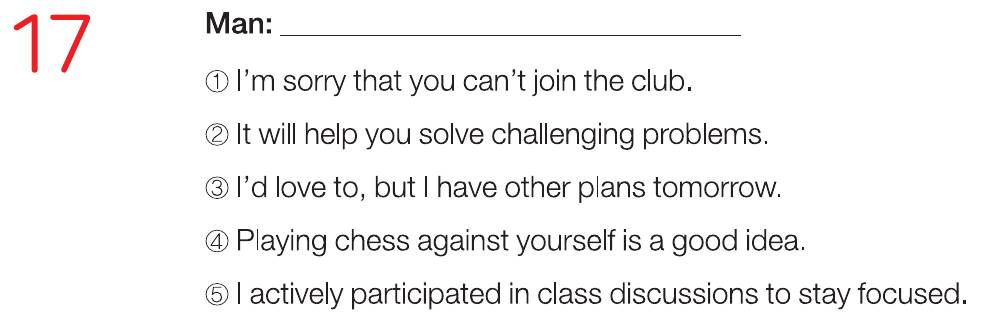 17
Man: ____________________
① I'm sorry that you can't join the club.
② It will help you solve challenging problems.
③ I'd love to, but I have other plans tomorrow.
④ Playing chess against yourself is a good idea.
⑤ I actively participated in class discussions to stay focused.